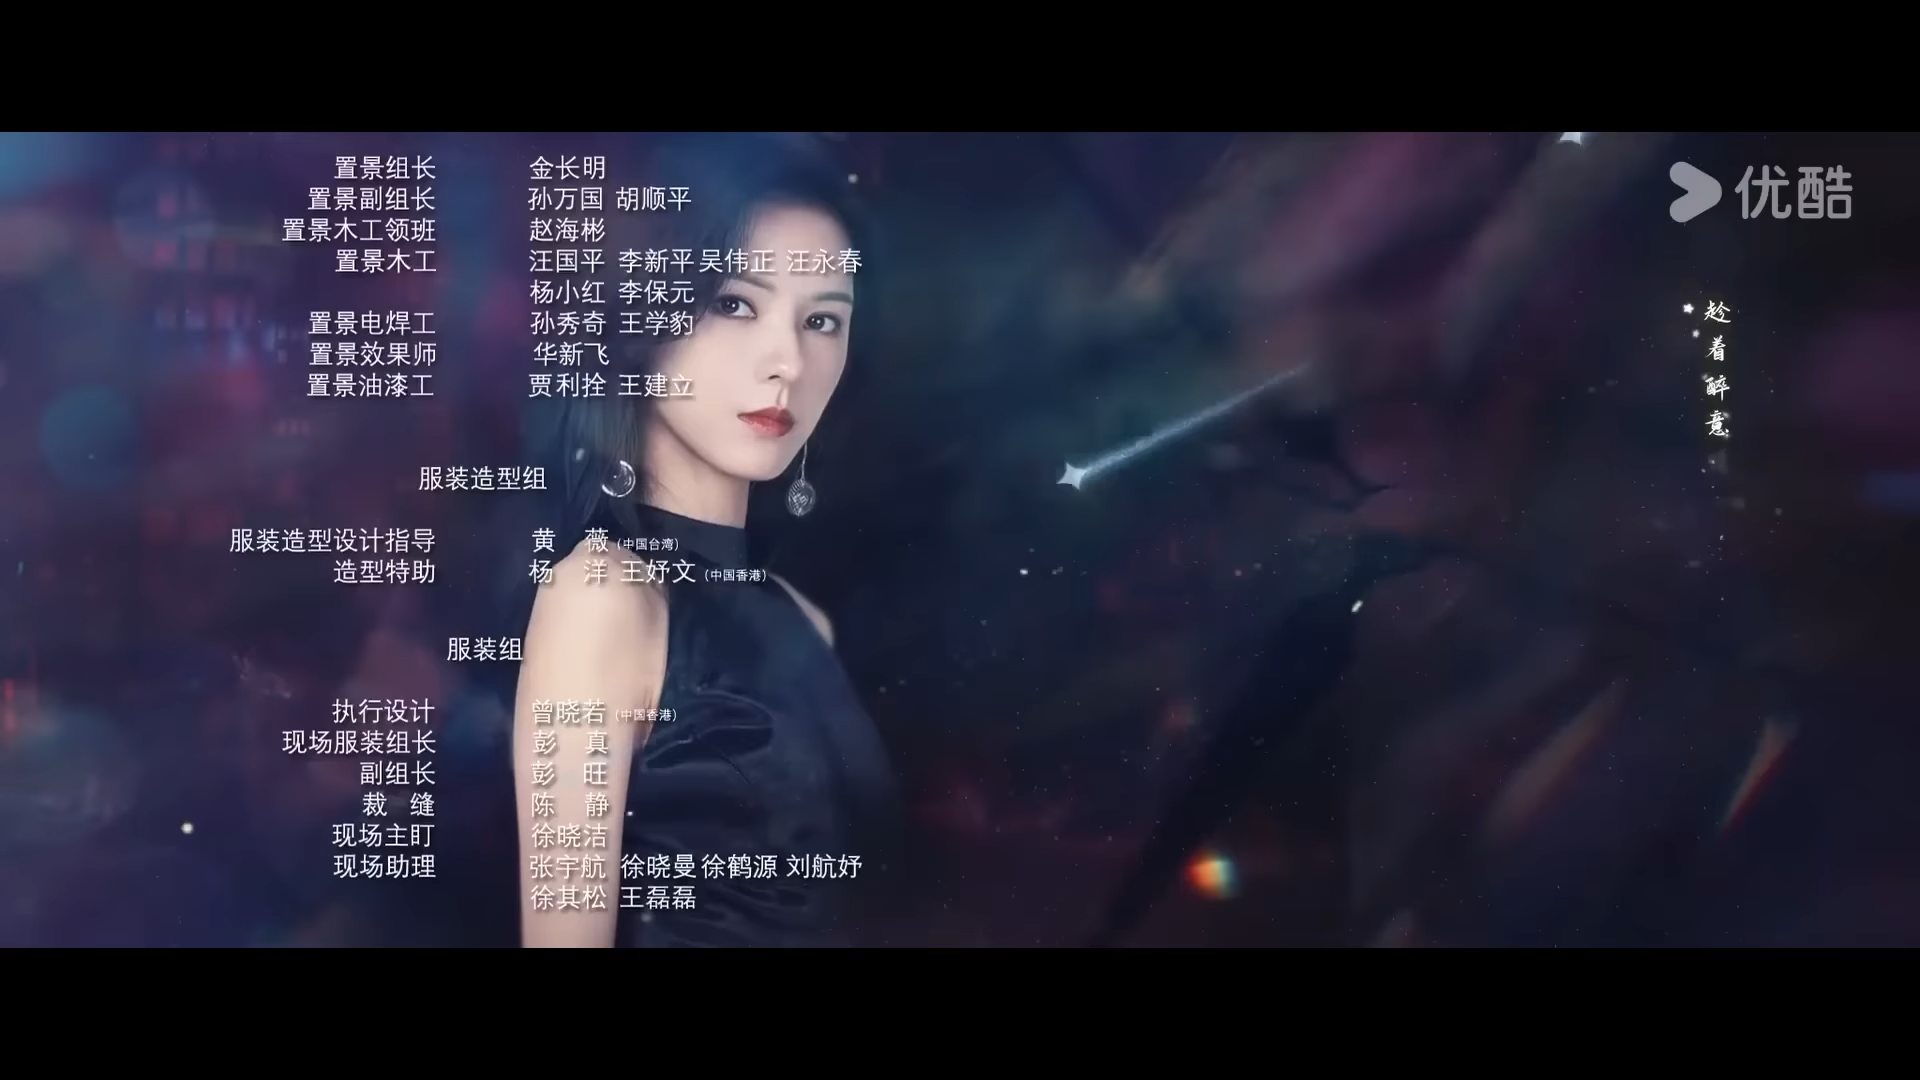 置景组长 金长明
置景副组长 孙万国 胡顺平
置景木工领班 赵海彬
置景木工 汪国平 李新平 吴伟正 汪永春
杨小红 李保元
置景电焊工 孙秀奇 王学豹
置景效果师 华新飞
置景油漆工 贾利拴 王建立
服装造型组
服装造型设计指导 黄 薇(中国台湾)
造型特助 杨 洋 王妤文(中国香港)
服装组
执行设计 曾晓若(中国香港)
现场服装组长 彭 真
副组长 彭 旺
裁 缝 陈 静
现场主盯 徐晓洁
现场助理 张宇航 徐晓曼 徐鹤源 刘航妤
徐其松 王磊磊
优酷
趁着醉意